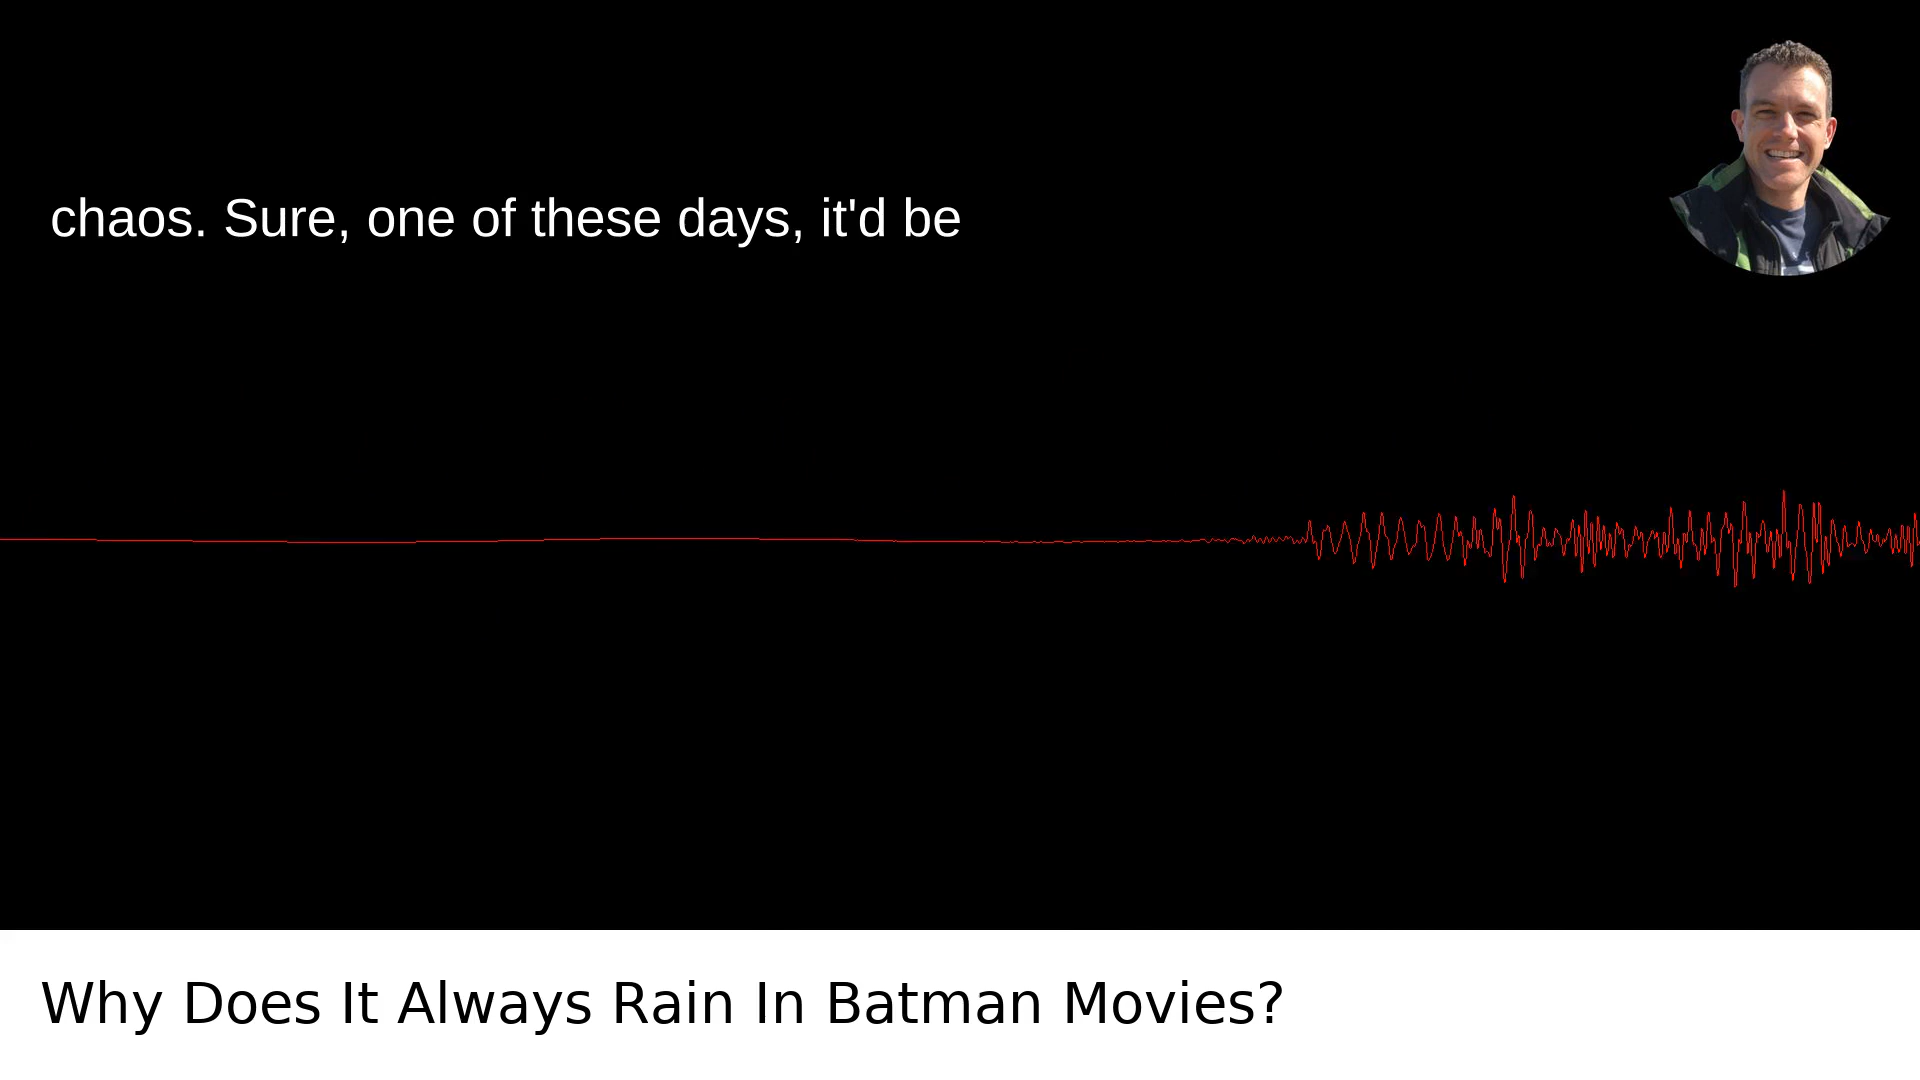 chaos. Sure, one of these days, it'd be
Why Does It Always Rain In Batman Movies?